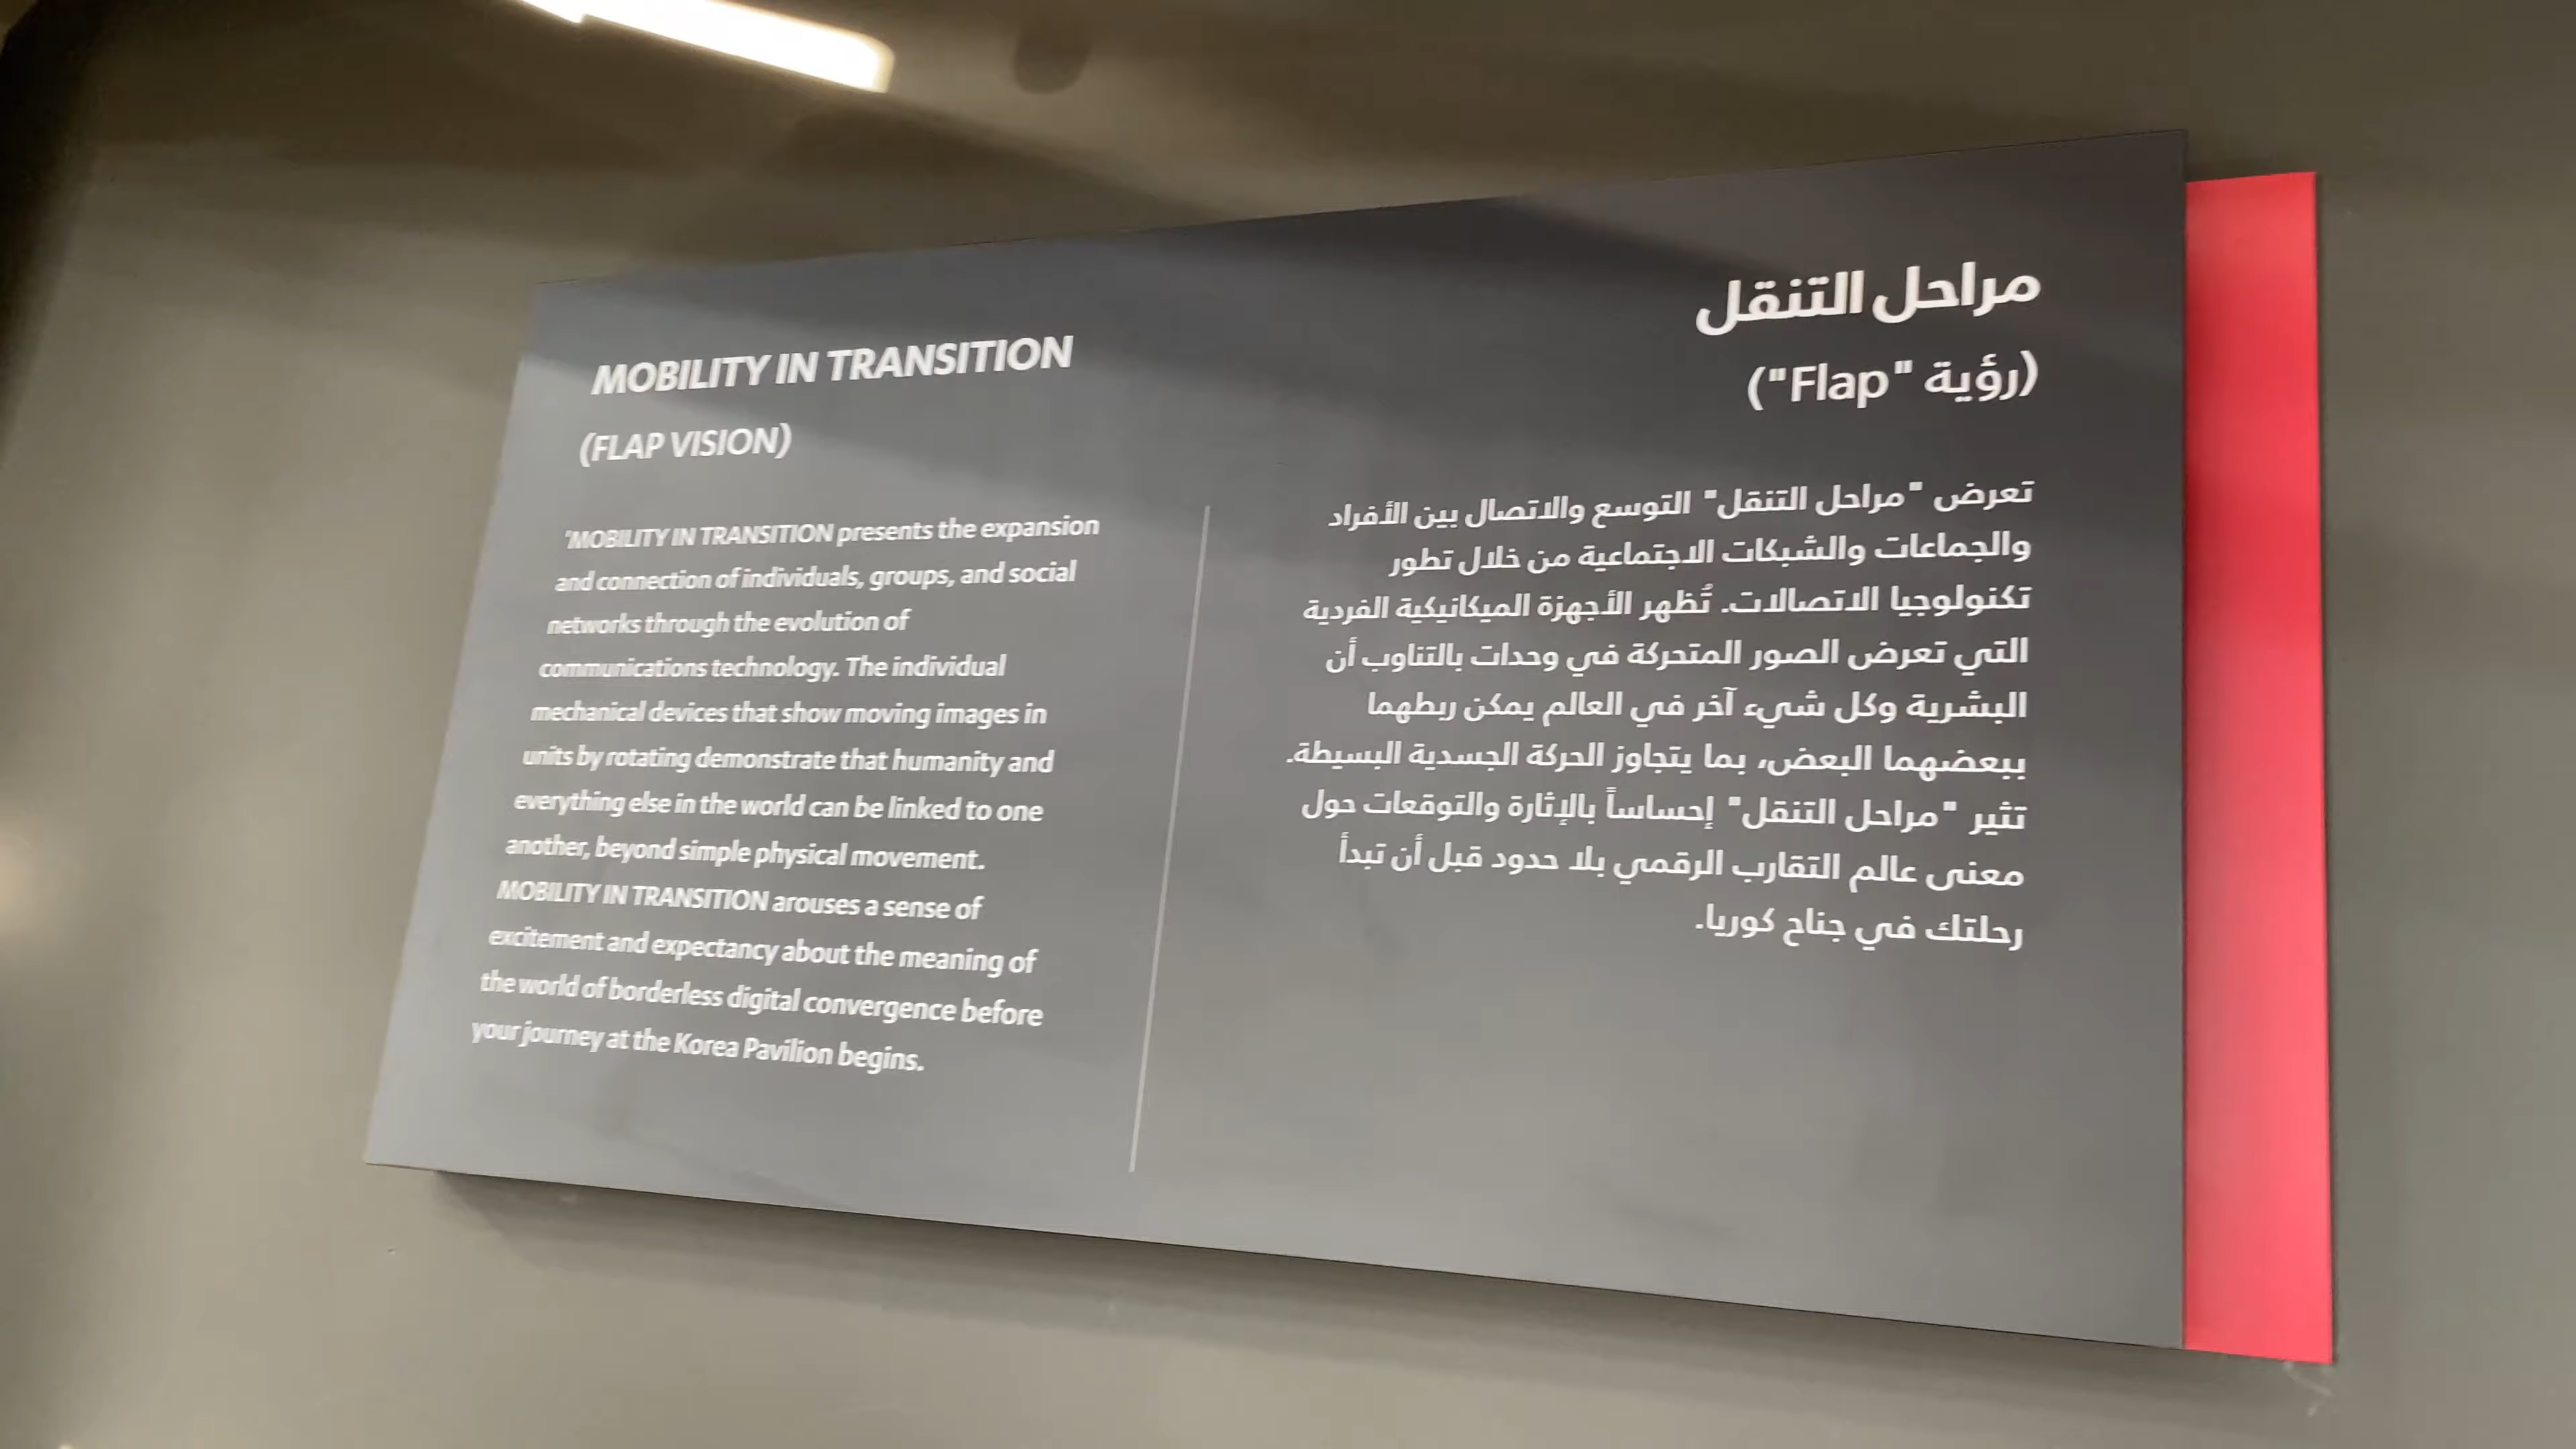 MOBILITY IN TRANSITION
(FLAP VISION)
'MOBILITY IN TRANSITION presents the expansion
and connection of individuals, groups, and social
networks through the evolution of
communications technology. The individual
mechanical devices that show moving images in
units by rotating demonstrate that humanity and
everything else in the world can be linked to one
another, beyond simple physical movement.
MOBILITY IN TRANSITION arouses a sense of
excitement and expectancy about the meaning of
the world of borderless digital convergence before
your journey at the Korea Pavilion begins.
مراحل التنقل
(رؤية "Flap")
تعرض "مراحل التنقل" التوسع والاتصال بين الأفراد
والجماعات والشبكات الاجتماعية من خلال تطور
تكنولوجيا الاتصالات. تُظهر الأجهزة الميكانيكية الفردية
التي تعرض الصور المتحركة في وحدات بالتناوب أن
البشرية وكل شيء آخر في العالم يمكن ربطهما
ببعضهما البعض، بما يتجاوز الحركة الجسدية البسيطة.
تثير "مراحل التنقل" إحساساً بالإثارة والتوقعات حول
معنى عالم التقارب الرقمي بلا حدود قبل أن تبدأ
رحلتك في جناح كوريا.